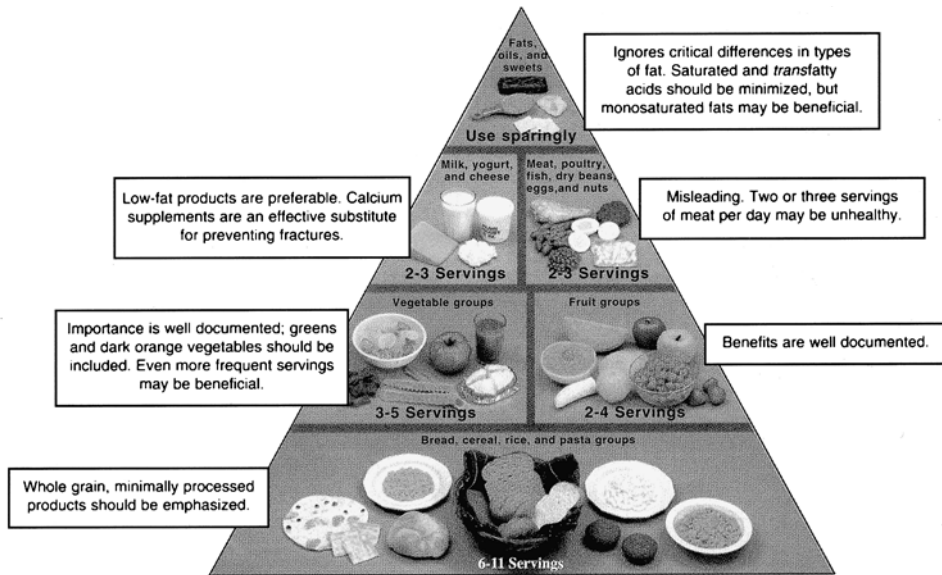 Fats,
oils, and
sweets
Use sparingly
Ignores critical differences in types
of fat. Saturated and transfatty
acids should be minimized, but
monosaturated fats may be beneficial.
Milk, yogurt,
and cheese
2-3 Servings
Meat, poultry,
fish, dry beans,
eggs,and nuts
2-3 Servings
Low-fat products are preferable. Calcium
supplements are an effective substitute
for preventing fractures.
Misleading. Two or three servings
of meat per day may be unhealthy.
Vegetable groups
3-5 Servings
Fruit groups
2-4 Servings
Importance is well documented; greens
and dark orange vegetables should be
included. Even more frequent servings
may be beneficial.
Benefits are well documented.
Bread, cereal, rice, and pasta groups
6-11 Servings
Whole grain, minimally processed
products should be emphasized.